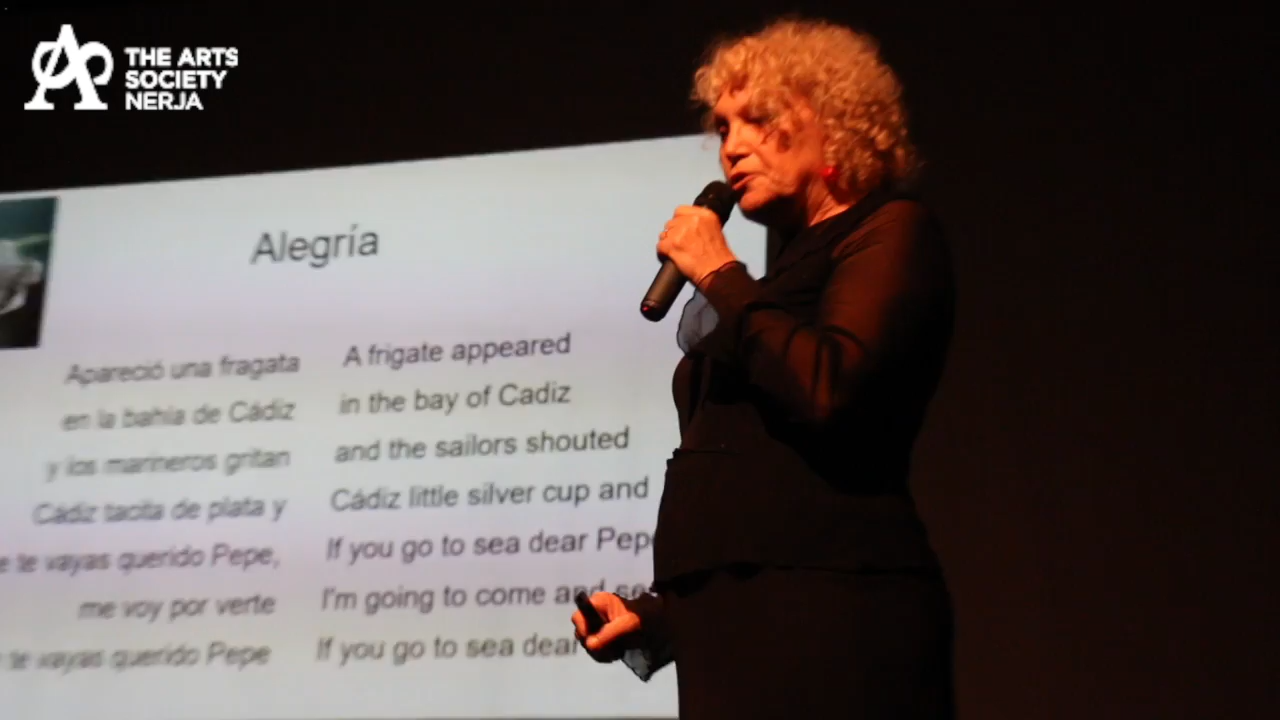 THE ARTS
SOCIETY
NERJA
Alegría
Apareció una fragata
en la bahia de Cádiz
y los marineros gritan
Cádiz tacita de plata y
te vayas querido Pepe,
me voy por verte
te vayas querido Pepe
A frigate appeared
in the bay of Cadiz
and the sailors shouted
Cádiz little silver cup and
If you go to sea dear
I'm going to come and
If you go to sea dear